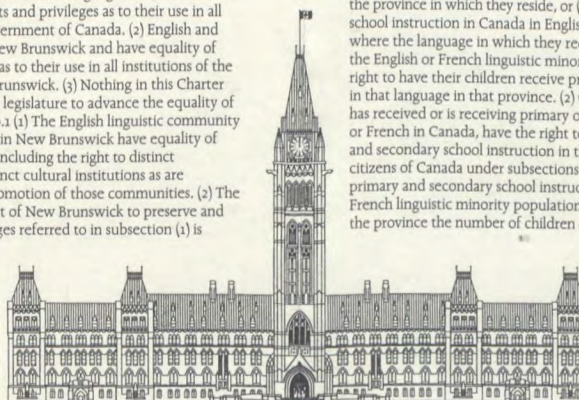 ts and privileges as to their use in all
ernment of Canada. (2) English and
ew Brunswick and have equality of
as to their use in all institutions of the
runswick. (3) Nothing in this Charter
legislature to advance the equality of
.1 (1) The English linguistic community
in New Brunswick have equality of
ncluding the right to distinct
nct cultural institutions as are
omotion of those communities. (2) The
t of New Brunswick to preserve and
ges referred to in subsection (1) is
the province in which they reside, or (
school instruction in Canada in Englis
where the language in which they re
the English or French linguistic minor
right to have their children receive pr
in that language in that province. (2)
has received or is receiving primary o
or French in Canada, have the right to
and secondary school instruction in t
citizens of Canada under subsections
primary and secondary school instruc
French linguistic minority population
the province the number of children